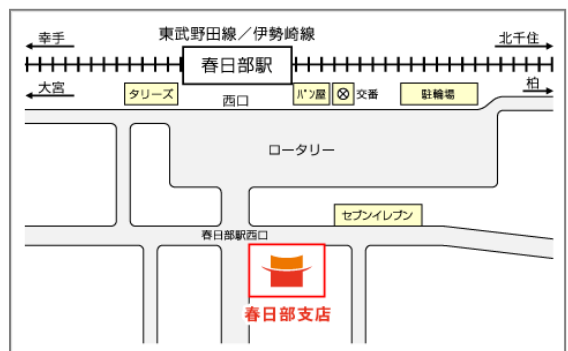 東武野田線／伊勢崎線
幸手
北千住
春日部駅
大宮
柏
タリーズ
西口
パン屋
交番
駐輪場
ロータリー
セブンイレブン
春日部駅西口
春日部支店